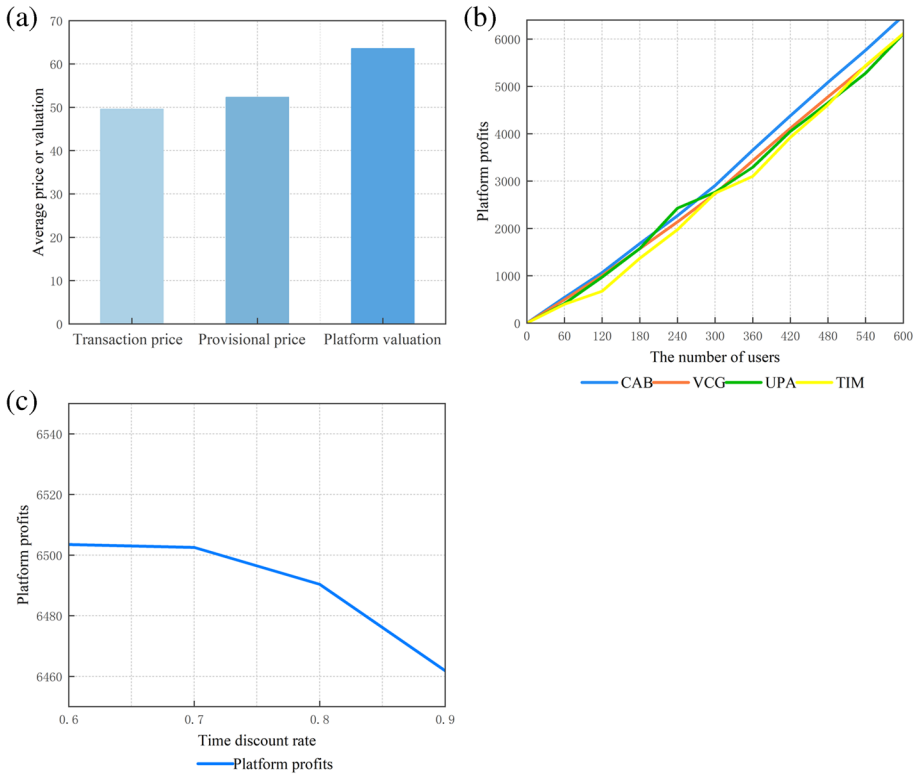 (a)
70
60
50
40
30
20
10
0
Average price or valuation
Transaction price Provisional price Platform valuation
(b)
6000
5000
4000
3000
2000
1000
0
Platform profits
0 60 120 180 240 300 360 420 480 540 600
The number of users
CAB VCG UPA TIM
(c)
6540
6520
6500
6480
6460
Platform profits
0.6 0.7 0.8 0.9
Time discount rate
Platform profits